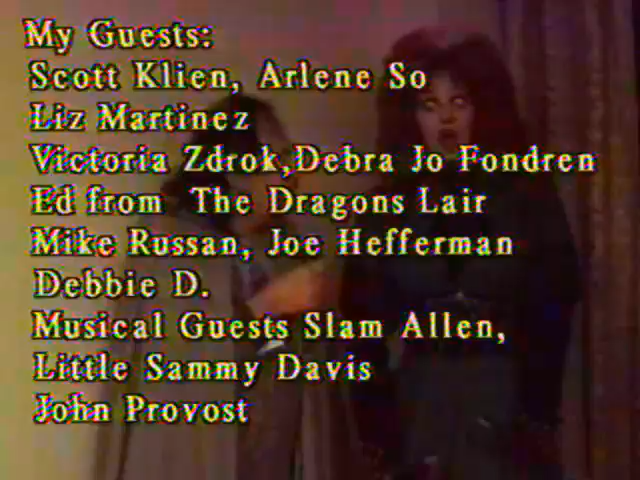 My Guests:
Scott Klien, Arlene So
Liz Martinez
Victoria Zdrok,Debra Jo Fondren
Ed from The Dragons Lair
Mike Russan, Joe Hefferman
Debbie D.
Musical Guests Slam Allen,
Little Sammy Davis
John Provost